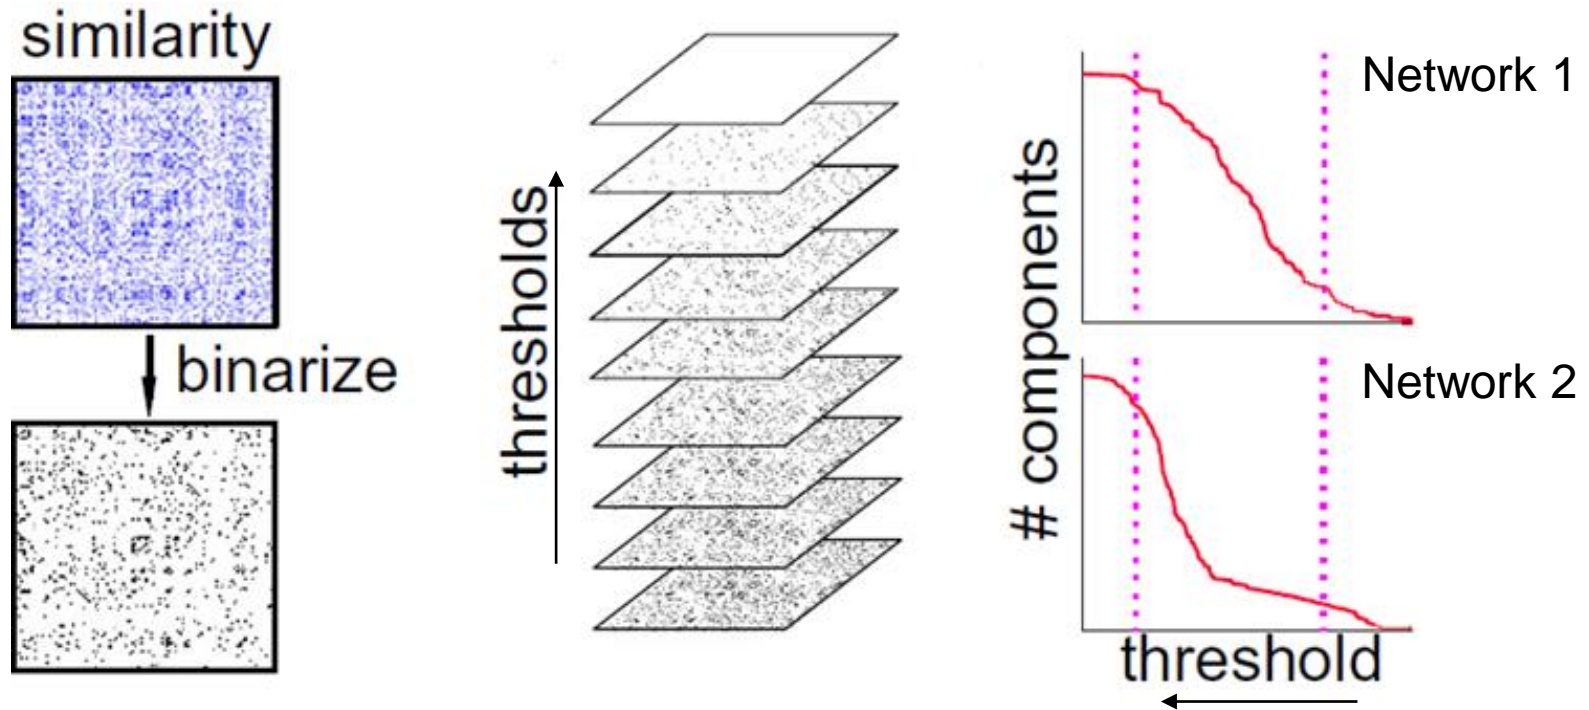 similarity
binarize
thresholds
# components
Network 1
Network 2
threshold